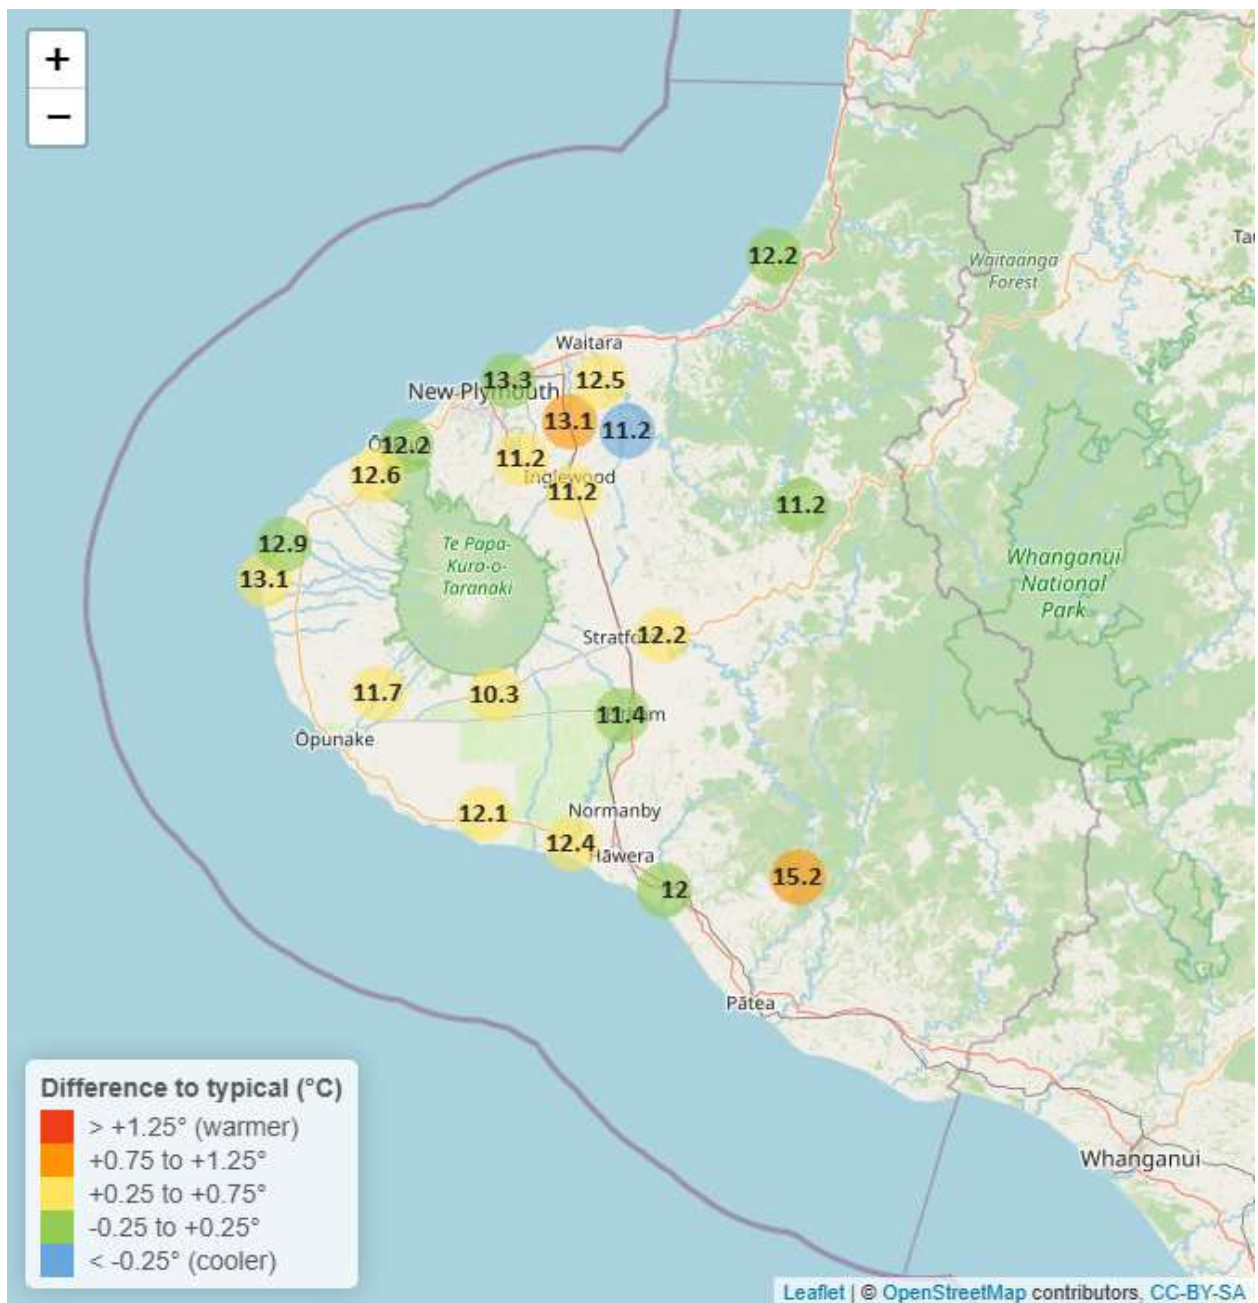 +
−
12.2
Waitaanga
Forest
Waitara
13.3
12.5
New Plymouth
13.1
11.2
12.2
11.2
12.6
Inglewood
11.2
11.2
12.9
Te Papa-
Kura-o-
Taranaki
Whanganui
National
Park
13.1
Stratford
12.2
11.7
10.3
11.4
Ōpunake
12.1
Normanby
12.4
Hāwera
12
15.2
Pātea
Difference to typical (°C)
> +1.25° (warmer)
+0.75 to +1.25°
+0.25 to +0.75°
-0.25 to +0.25°
< -0.25° (cooler)
Whanganui
Leaflet | © OpenStreetMap contributors, CC-BY-SA